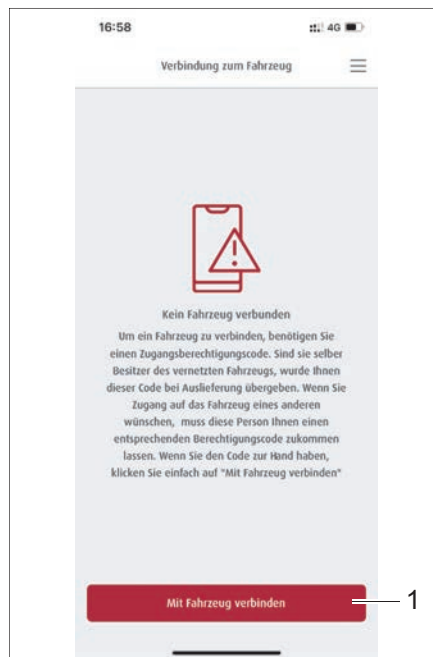 16:58 4G
Verbindung zum Fahrzeug
Kein Fahrzeug verbunden
Um ein Fahrzeug zu verbinden, benötigen Sie
einen Zugangsberechtigungscode. Sind sie selber
Besitzer des vernetzten Fahrzeugs, wurde Ihnen
dieser Code bei Auslieferung übergeben. Wenn Sie
Zugang auf das Fahrzeug eines anderen
wünschen, muss diese Person Ihnen einen
entsprechenden Berechtigungscode zukommen
lassen. Wenn Sie den Code zur Hand haben,
klicken Sie einfach auf "Mit Fahrzeug verbinden"
Mit Fahrzeug verbinden 1